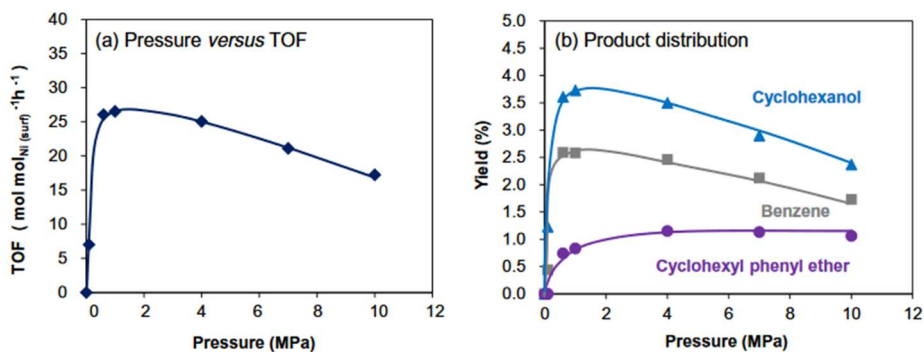 (a) Pressure versus TOF
TOF ( mol mol Ni (surf) -1 h -1 )
40
35
30
25
20
15
10
5
0
0 2 4 6 8 10 12
Pressure (MPa)
(b) Product distribution
Yield (%)
5.0
4.5
4.0
3.5
3.0
2.5
2.0
1.5
1.0
0.5
0.0
Cyclohexanol
Benzene
Cyclohexyl phenyl ether
0 2 4 6 8 10 12
Pressure (MPa)